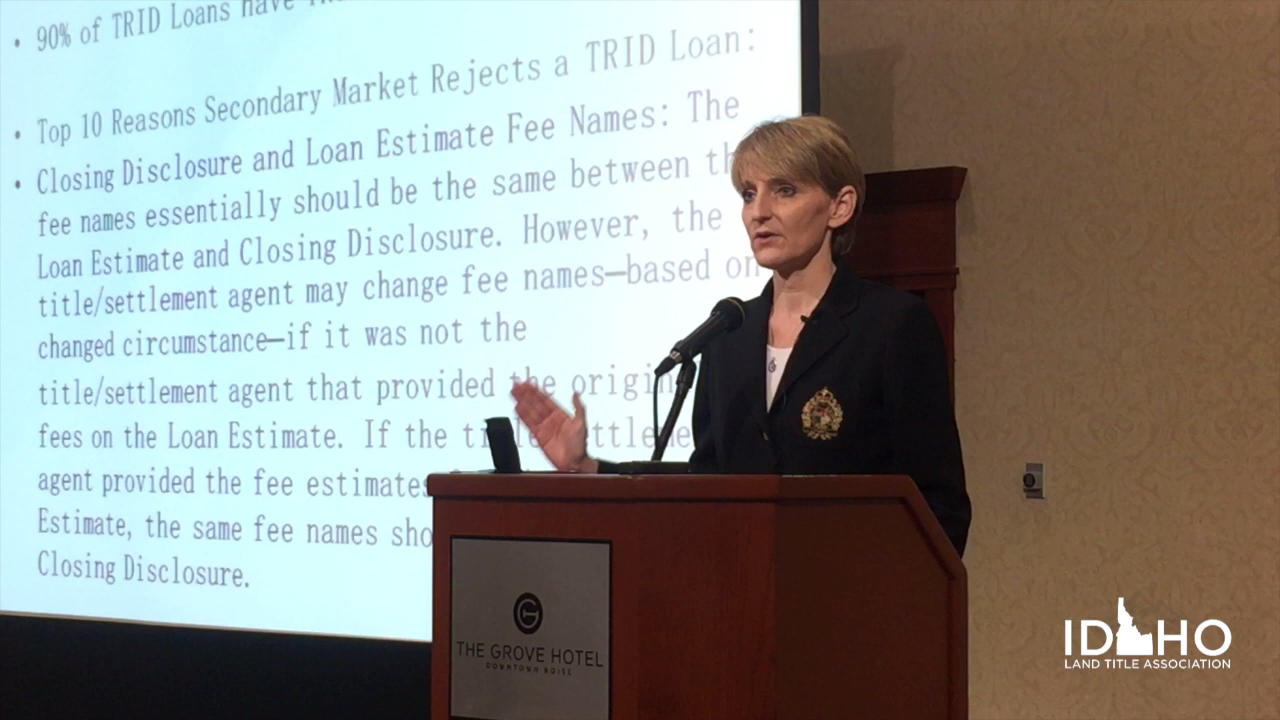 • 90% of TRID Loans Have
• Top 10 Reasons Secondary Market Rejects a TRID Loan:
• Closing Disclosure and Loan Estimate Fee Names: The
fee names essentially should be the same between
Loan Estimate and Closing Disclosure. However, the
title/settlement agent may change fee names—based on
changed circumstance—if it was not the
title/settlement agent that provided the
fees on the Loan Estimate. If the
agent provided the fee estimates
Estimate, the same fee names
Closing Disclosure.
G
THE GROVE HOTEL
DOWNTOWN BOISE
IDAHO
LAND TITLE ASSOCIATION